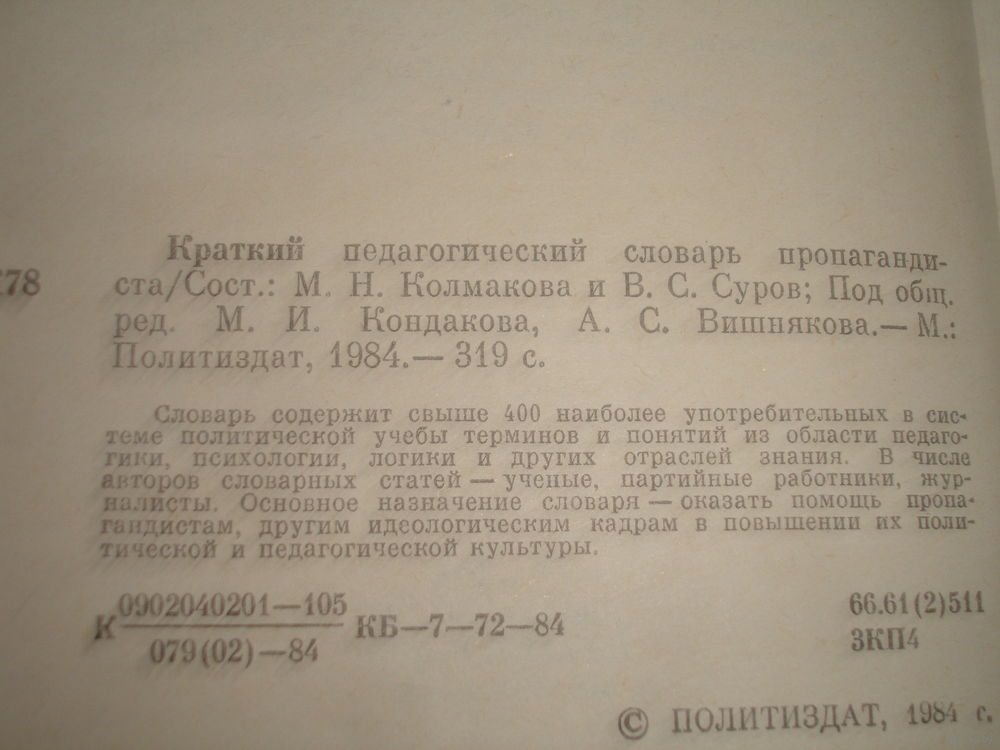 Краткий педагогический словарь пропаганди-
78 ста/Сост.: М. Н. Колмакова и В. С. Суров; Под общ.
ред. М. И. Кондакова, А. С. Вишнякова.— М.:
Политиздат, 1984.— 319 с.
Словарь содержит свыше 400 наиболее употребительных в сис-
теме политической учебы терминов и понятий из области педаго-
гики, психологии, логики и других отраслей знания. В числе
авторов словарных статей — ученые, партийные работники, жур-
налисты. Основное назначение словаря — оказать помощь пропа-
гандистам, другим идеологическим кадрам в повышении их поли-
тической и педагогической культуры.
0902040201—105
К КБ—7—72—84
079(02)—84
66.61(2)511
3КП4
© ПОЛИТИЗДАТ, 1984 г.